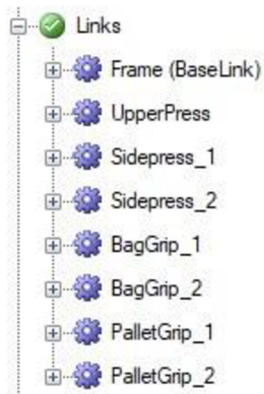 Links
Frame (BaseLink)
UpperPress
Sidepress_1
Sidepress_2
BagGrip_1
BagGrip_2
PalletGrip_1
PalletGrip_2